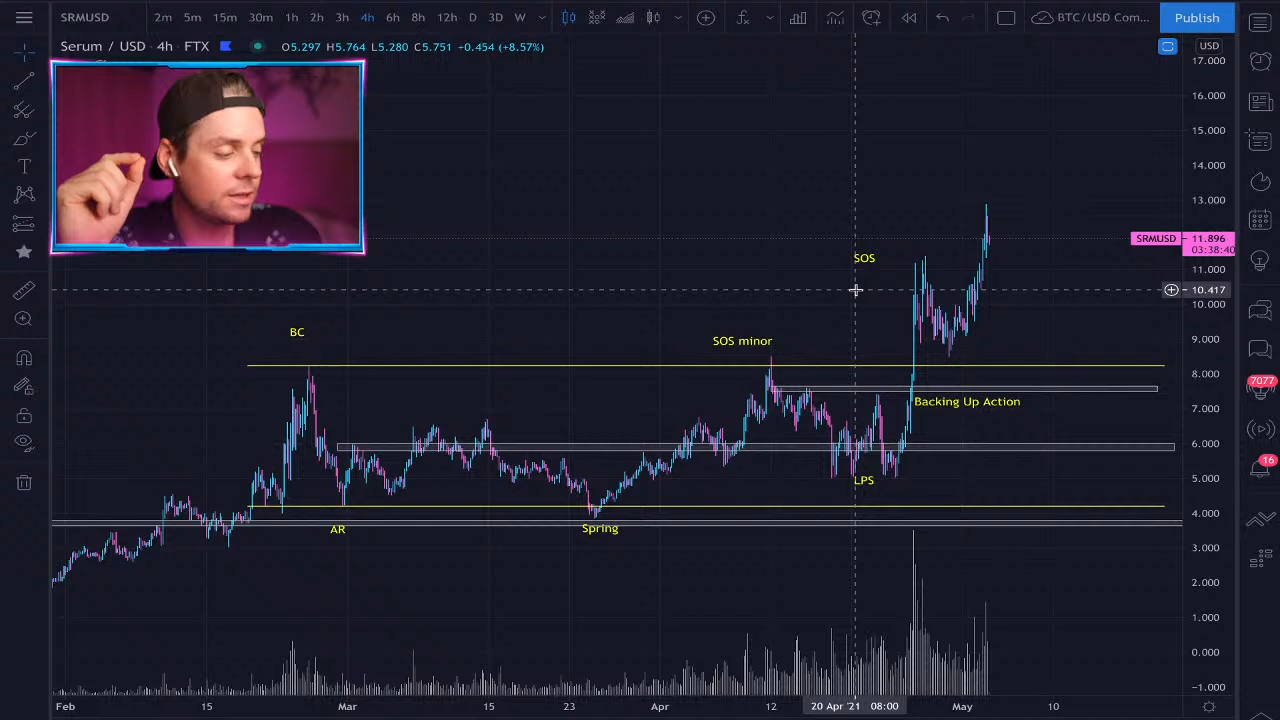 SRMUSD 2m 5m 15m 30m 1h 2h 3h 4h 6h 8h 12h D 3D W BTC/USD Com... Publish
Serum / USD · 4h · FTX O5.297 H5.764 L5.280 C5.751 +0.454 (+8.57%) USD
17.000
16.000
15.000
14.000
13.000
SRMUSD 11.896
03:38:40
SOS
11.000
10.417
10.000
BC
SOS minor
9.000
8.000
Backing Up Action
7.000
6.000
LPS
5.000
4.000
AR
Spring
3.000
2.000
1.000
0.000
−1.000
Feb 15 Mar 15 23 Apr 12 20 Apr '21 08:00 May 10
7077
16